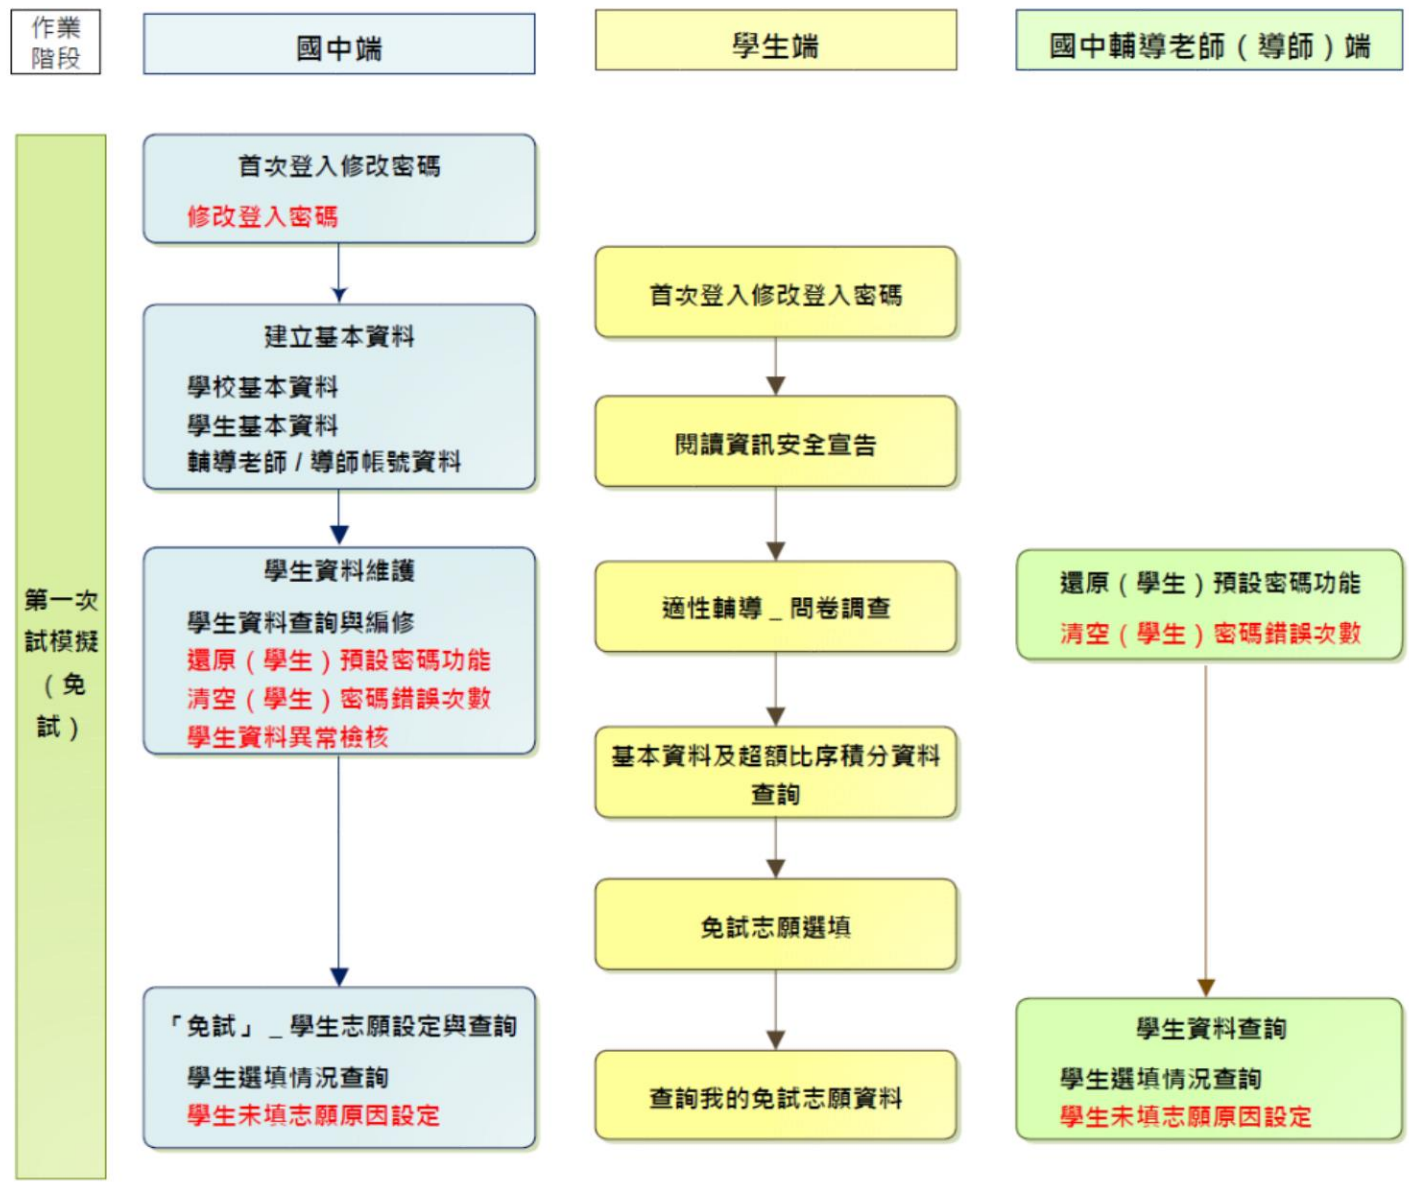 作業
階段
國中端
學生端
國中輔導老師（導師）端
第一次
試模擬
（免
試）
首次登入修改密碼
修改登入密碼
建立基本資料
學校基本資料
學生基本資料
輔導老師 / 導師帳號資料
學生資料維護
學生資料查詢與編修
還原（學生）預設密碼功能
清空（學生）密碼錯誤次數
學生資料異常檢核
「免試」_學生志願設定與查詢
學生選填情況查詢
學生未填志願原因設定
首次登入修改登入密碼
閱讀資訊安全宣告
適性輔導_問卷調查
基本資料及超額比序積分資料
查詢
免試志願選填
查詢我的免試志願資料
還原（學生）預設密碼功能
清空（學生）密碼錯誤次數
學生資料查詢
學生選填情況查詢
學生未填志願原因設定